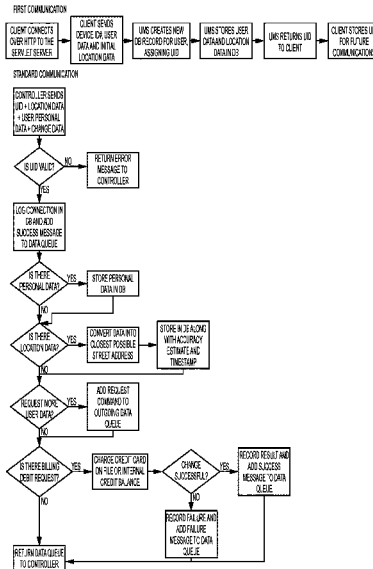 FIRST COMMUNICATION
CLIENT CONNECTS
OVER HTTP TO THE
SERVLET SERVER
CLIENT SENDS
DEVICE ID#, USER
DATA AND INITIAL
LOCATION DATA
UMS CREATES NEW
DB RECORD FOR USER,
ASSIGNING UID
UMS STORES USER
DATA AND LOCATION
DATA IN DB
UMS RETURNS UID
TO CLIENT
CLIENT STORES UI
FOR FUTURE
COMMUNICATIONS
STANDARD COMMUNICATION
CONTROLLER SENDS
UID + LOCATION DATA
+ USER PERSONAL
DATA + CHANGE DATA
IS UID VALID?
NO
RETURN ERROR
MESSAGE TO
CONTROLLER
YES
LOG CONNECTION IN
DB AND ADD
SUCCESS MESSAGE
TO DATA QUEUE
IS THERE
PERSONAL DATA?
YES
STORE PERSONAL
DATA IN DB
NO
IS THERE
LOCATION DATA?
YES
CONVERT DATA INTO
CLOSEST POSSIBLE
STREET ADDRESS
STORE IN DB ALONG
WITH ACCURACY
ESTIMATE AND
TIMESTAMP
NO
REQUEST MORE
USER DATA?
YES
ADD REQUEST
COMMAND TO
OUTGOING DATA
QUEUE
NO
IS THERE BILLING
DEBIT REQUEST?
YES
CHARGE CREDIT CARD
ON FILE OR INTERNAL
CREDIT BALANCE
CHANGE
SUCCESSFUL?
YES
RECORD RESULT AND
ADD SUCCESS
MESSAGE TO DATA
QUEUE
NO
NO
RECORD FAILURE AND
ADD FAILURE
MESSAGE TO DATA
QUEUE
RETURN DATA QUEUE
TO CONTROLLER